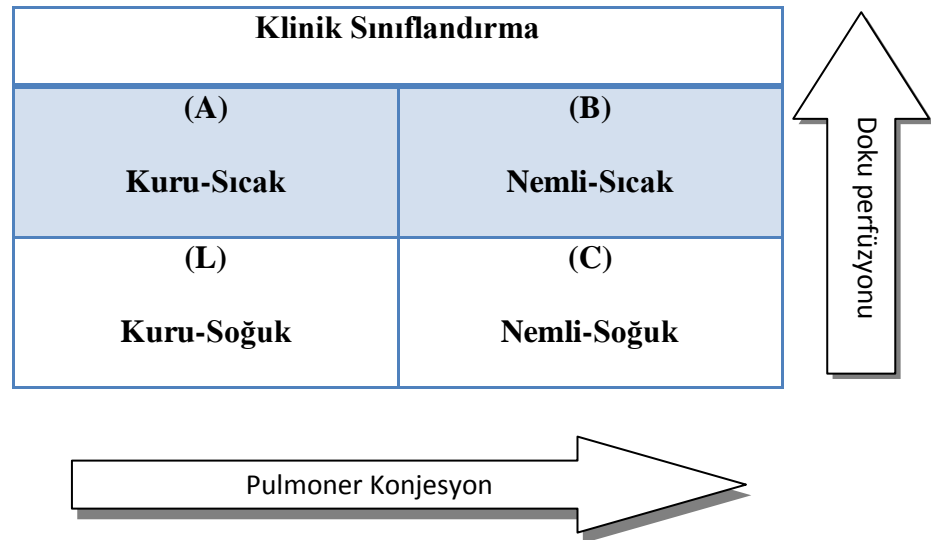 Klinik Sınıflandırma
(A)
Kuru-Sıcak
(B)
Nemli-Sıcak
(L)
Kuru-Soğuk
(C)
Nemli-Soğuk
Doku perfüzyonu
Pulmoner Konjesyon